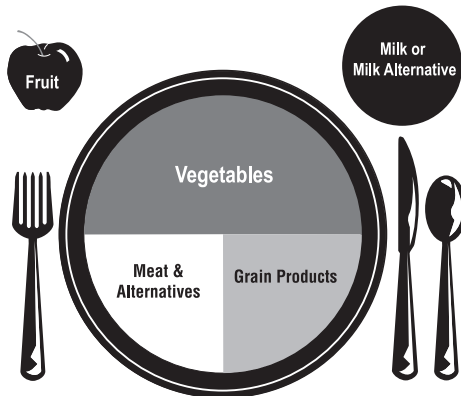 Fruit
Milk or
Milk Alternative
Vegetables
Meat &
Alternatives
Grain Products